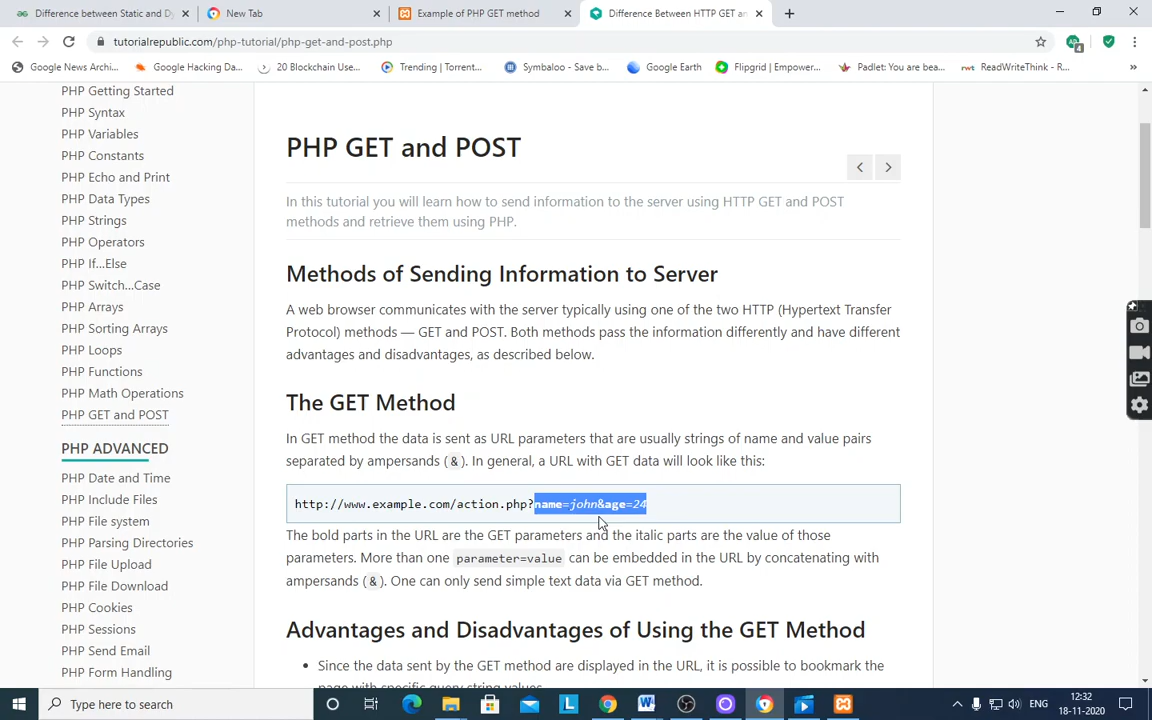 Difference between Static and Dy
New Tab
Example of PHP GET method
Difference Between HTTP GET an
tutorialrepublic.com/php-tutorial/php-get-and-post.php
4
Google News Archi...
Google Hacking Da...
20 Blockchain Use...
Trending | Torrent...
Symbaloo - Save b...
Google Earth
Flipgrid | Empower...
Padlet: You are bea...
rwt
ReadWriteThink - R...
PHP Getting Started
PHP Syntax
PHP Variables
PHP Constants
PHP Echo and Print
PHP Data Types
PHP Strings
PHP Operators
PHP If...Else
PHP Switch...Case
PHP Arrays
PHP Sorting Arrays
PHP Loops
PHP Functions
PHP Math Operations
PHP GET and POST
PHP ADVANCED
PHP Date and Time
PHP Include Files
PHP File system
PHP Parsing Directories
PHP File Upload
PHP File Download
PHP Cookies
PHP Sessions
PHP Send Email
PHP Form Handling
PHP GET and POST
In this tutorial you will learn how to send information to the server using HTTP GET and POST
methods and retrieve them using PHP.
Methods of Sending Information to Server
A web browser communicates with the server typically using one of the two HTTP (Hypertext Transfer
Protocol) methods — GET and POST. Both methods pass the information differently and have different
advantages and disadvantages, as described below.
The GET Method
In GET method the data is sent as URL parameters that are usually strings of name and value pairs
separated by ampersands (&). In general, a URL with GET data will look like this:
http://www.example.com/action.php?name=john&age=24
The bold parts in the URL are the GET parameters and the italic parts are the value of those
parameters. More than one parameter=value can be embedded in the URL by concatenating with
ampersands (&). One can only send simple text data via GET method.
Advantages and Disadvantages of Using the GET Method
• Since the data sent by the GET method are displayed in the URL, it is possible to bookmark the
page with specific query string values.
Type here to search
ENG
12:32
18-11-2020